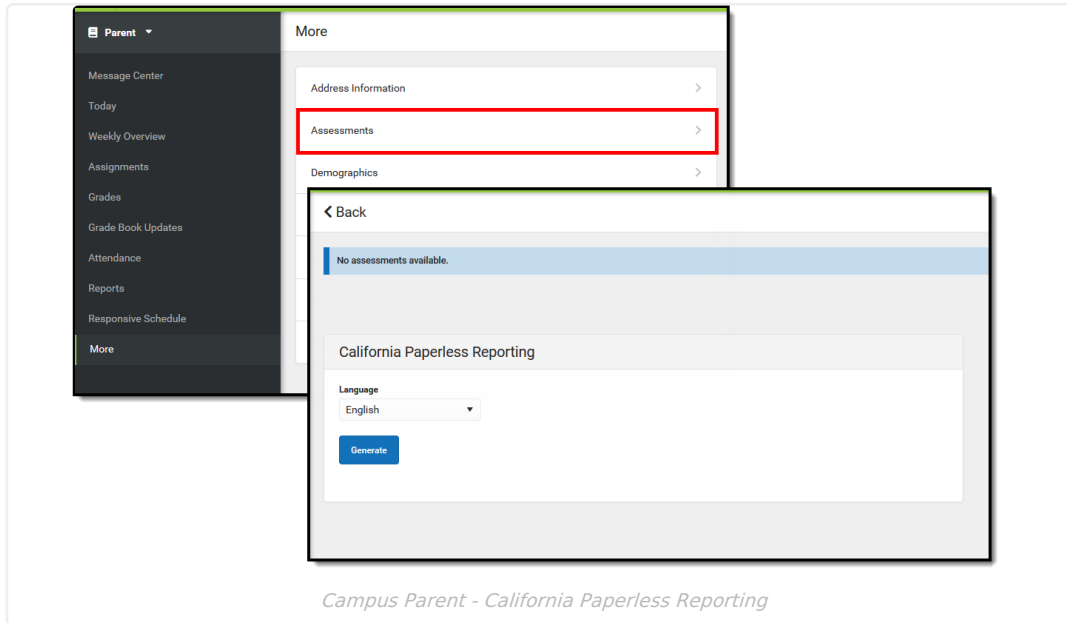 Parent
Message Center
Today
Weekly Overview
Assignments
Grades
Grade Book Updates
Attendance
Reports
Responsive Schedule
More
More
Address Information
Assessments
Demographics
Back
No assessments available.
California Paperless Reporting
Language
English
Generate
Campus Parent - California Paperless Reporting